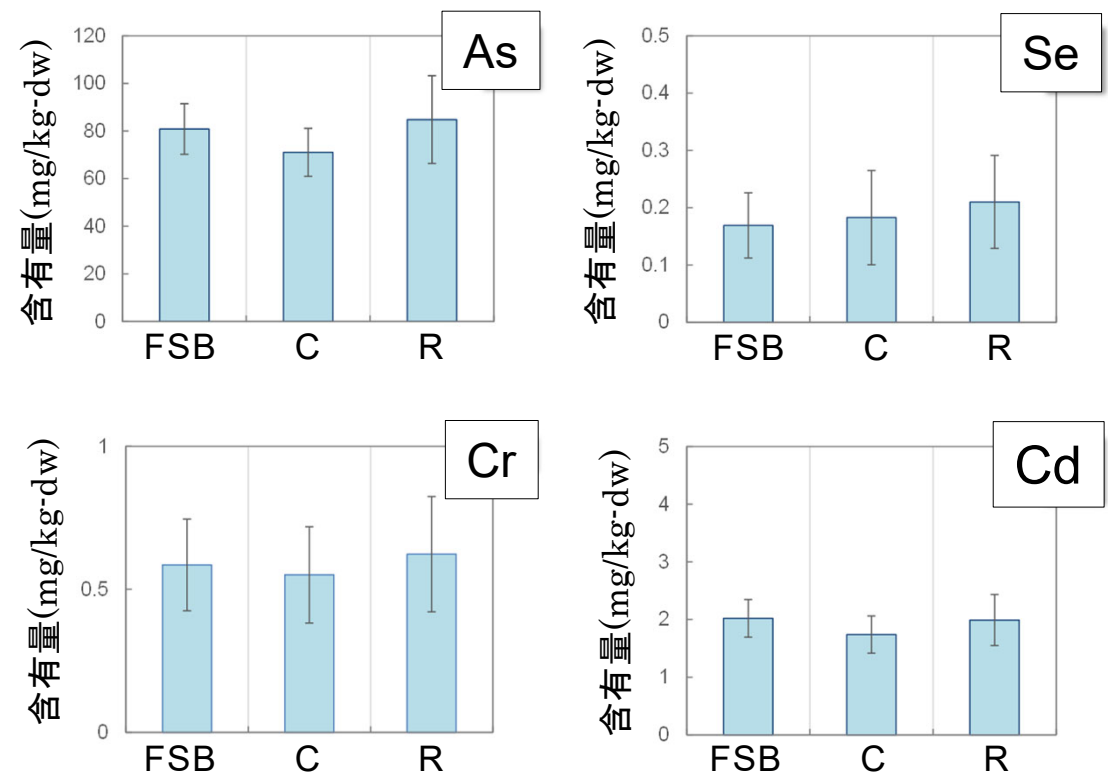 As
含有量(mg/kg-dw)
120
100
80
60
40
20
0
FSB C R
Se
含有量(mg/kg-dw)
0.5
0.4
0.3
0.2
0.1
0
FSB C R
Cr
含有量(mg/kg-dw)
1
0.5
0
FSB C R
Cd
含有量(mg/kg-dw)
5
4
3
2
1
0
FSB C R